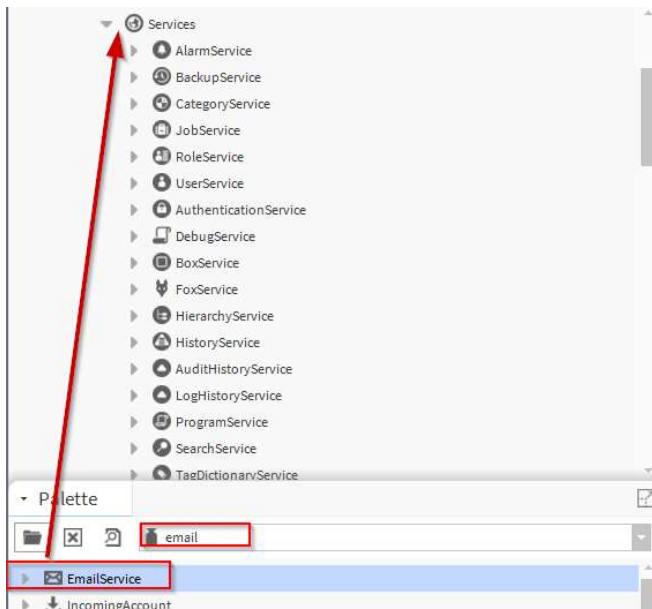 Services
AlarmService
BackupService
CategoryService
JobService
RoleService
UserService
AuthenticationService
DebugService
BoxService
FoxService
HierarchyService
HistoryService
AuditHistoryService
LogHistoryService
ProgramService
SearchService
TagDictionaryService
Palette
email
EmailService
IncomingAccount